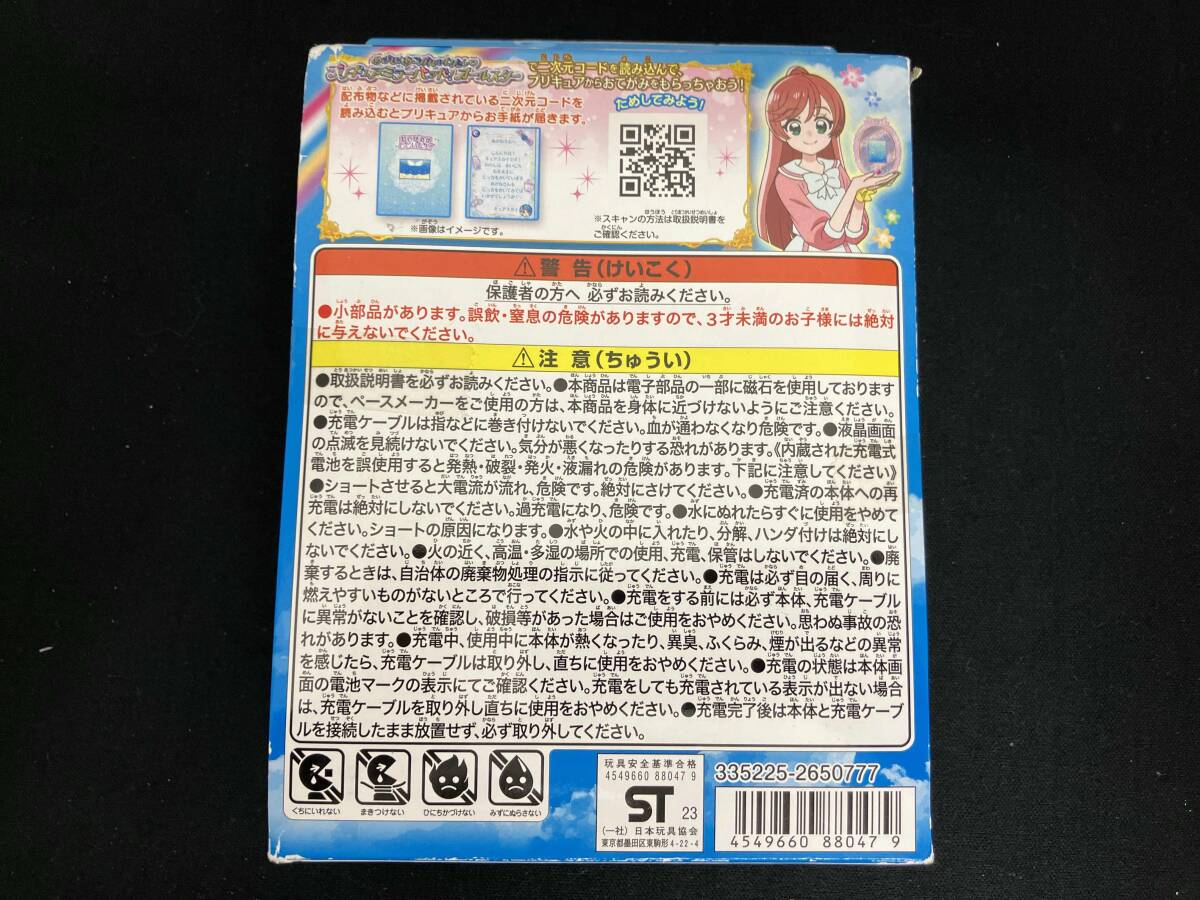 で二次元コードを読み込んで、
プリキュアからおてがみをもらっちゃおう!
配布物などに掲載されている二次元コードを
読み込むとプリキュアからお手紙が届きます。
ためしてみよう!
※画像はイメージです。
※スキャンの方法は取扱説明書を
ご確認ください。
⚠警告(けいこく)
保護者の方へ 必ずお読みください。
●小部品があります。誤飲・窒息の危険がありますので、3才未満のお子様には絶対
に与えないでください。
⚠注意(ちゅうい)
●取扱説明書を必ずお読みください。●本商品は電子部品の一部に磁石を使用しております
ので、ペースメーカーをご使用の方は、本商品を身体に近づけないようにご注意ください。
●充電ケーブルは指などに巻き付けないでください。血が通わなくなり危険です。●液晶画面
の点滅を見続けないでください。気分が悪くなったりする恐れがあります。《内蔵された充電式
電池を誤使用すると発熱・破裂・発火・液漏れの危険があります。下記に注意してください》
●ショートさせると大電流が流れ、危険です。絶対にさけてください。●充電済の本体への再
充電は絶対にしないでください。過充電になり、危険です。●水にぬれたらすぐに使用をやめて
ください。ショートの原因になります。●水や火の中に入れたり、分解、ハンダ付けは絶対にし
ないでください。●火の近く、高温・多湿の場所での使用、充電、保管はしないでください。●廃
棄するときは、自治体の廃棄物処理の指示に従ってください。●充電は必ず目の届く、周りに
燃えやすいものがないところで行ってください。●充電をする前には必ず本体、充電ケーブル
に異常がないことを確認し、破損等があった場合はご使用をおやめください。思わぬ事故の恐
れがあります。●充電中、使用中に本体が熱くなったり、異臭、ふくらみ、煙が出るなどの異常
を感じたら、充電ケーブルは取り外し、直ちに使用をおやめください。●充電の状態は本体画
面の電池マークの表示にてご確認ください。充電をしても充電されている表示が出ない場合
は、充電ケーブルを取り外し直ちに使用をおやめください。●充電完了後は本体と充電ケーブ
ルを接続したまま放置せず、必ず取り外してください。
くちにいれない
まきつけない
ひにちかづけない
みずにぬらさない
玩具安全基準合格
4549660 88047 9
ST 23
(一社)日本玩具協会
東京都墨田区東駒形4-22-4
335225-2650777
4549660 88047 9